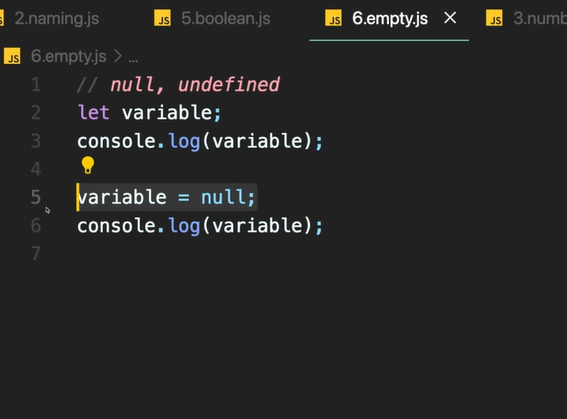 2.naming.js JS 5.boolean.js JS 6.empty.js JS 3.numb
JS 6.empty.js > ...
1 // null, undefined
2 let variable;
3 console.log(variable);
4
5 variable = null;
6 console.log(variable);
7